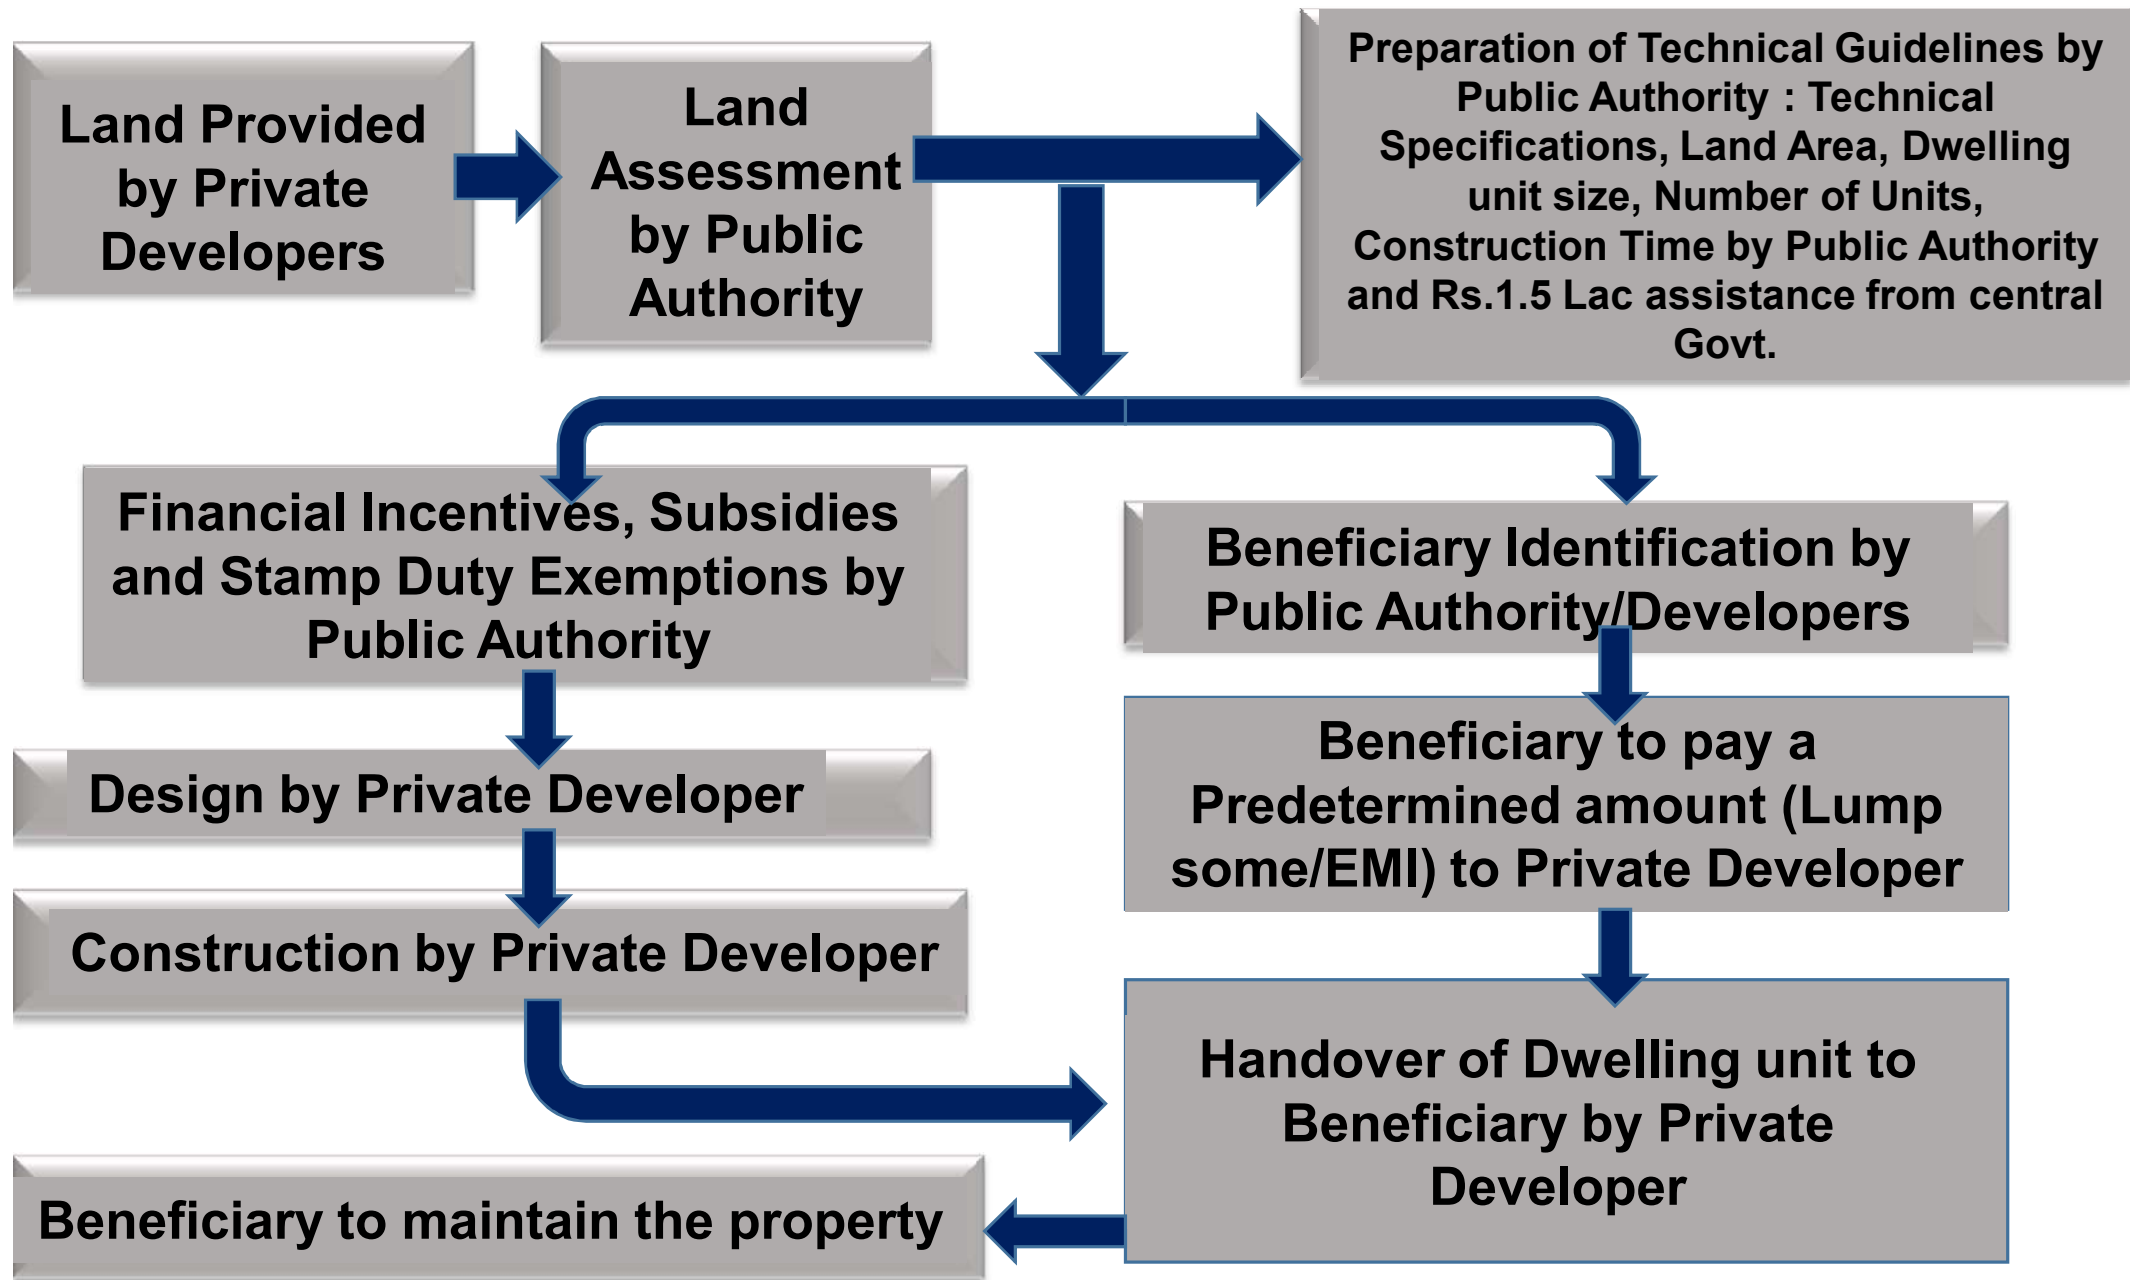 Land Provided
by Private
Developers
Land
Assessment
by Public
Authority
Preparation of Technical Guidelines by
Public Authority : Technical
Specifications, Land Area, Dwelling
unit size, Number of Units,
Construction Time by Public Authority
and Rs.1.5 Lac assistance from central
Govt.
Financial Incentives, Subsidies
and Stamp Duty Exemptions by
Public Authority
Beneficiary Identification by
Public Authority/Developers
Design by Private Developer
Beneficiary to pay a
Predetermined amount (Lump
some/EMI) to Private Developer
Construction by Private Developer
Handover of Dwelling unit to
Beneficiary by Private
Developer
Beneficiary to maintain the property